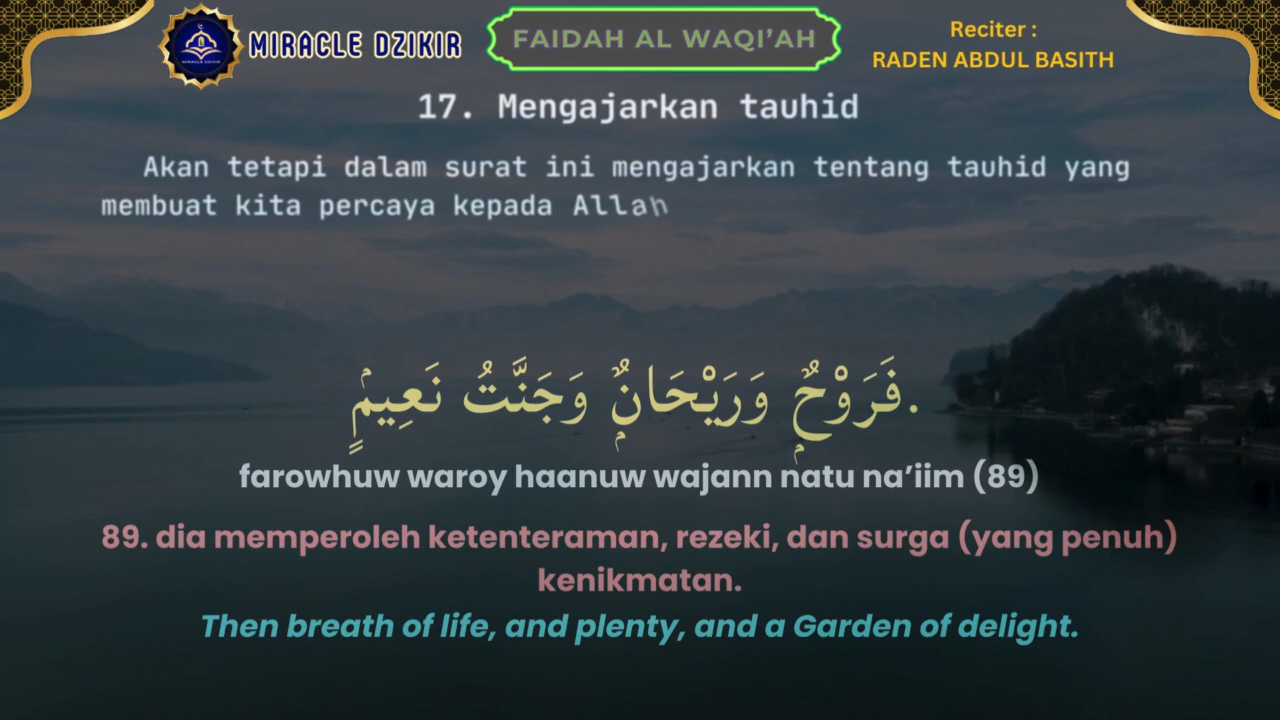 MIRACLE DZIKIR
MIRACLE DZIKIR
FAIDAH AL WAQI’AH
Reciter :
RADEN ABDUL BASITH
17. Mengajarkan tauhid
Akan tetapi dalam surat ini mengajarkan tentang tauhid yang
membuat kita percaya kepada Allah
فَرَوْحٌۭ وَرَيْحَانٌۭ وَجَنَّتُ نَعِيمٍۢ.
farowhuw waroy haanuw wajann natu na’iim (89)
89. dia memperoleh ketenteraman, rezeki, dan surga (yang penuh)
kenikmatan.
Then breath of life, and plenty, and a Garden of delight.